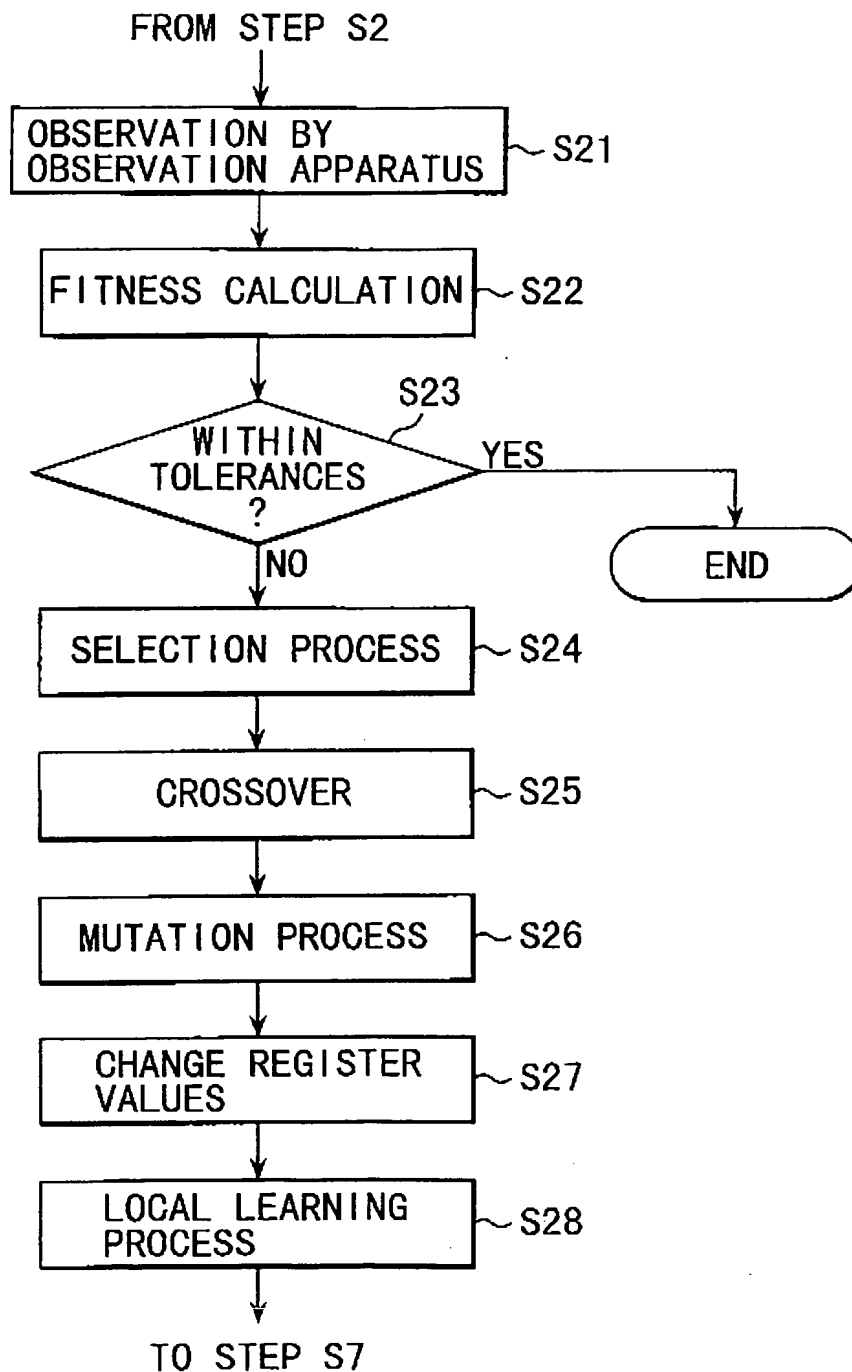 FROM STEP S2
OBSERVATION BY
OBSERVATION APPARATUS
S21
FITNESS CALCULATION
S22
S23
WITHIN
TOLERANCES
?
YES
END
NO
SELECTION PROCESS
S24
CROSSOVER
S25
MUTATION PROCESS
S26
CHANGE REGISTER
VALUES
S27
LOCAL LEARNING
PROCESS
S28
TO STEP S7